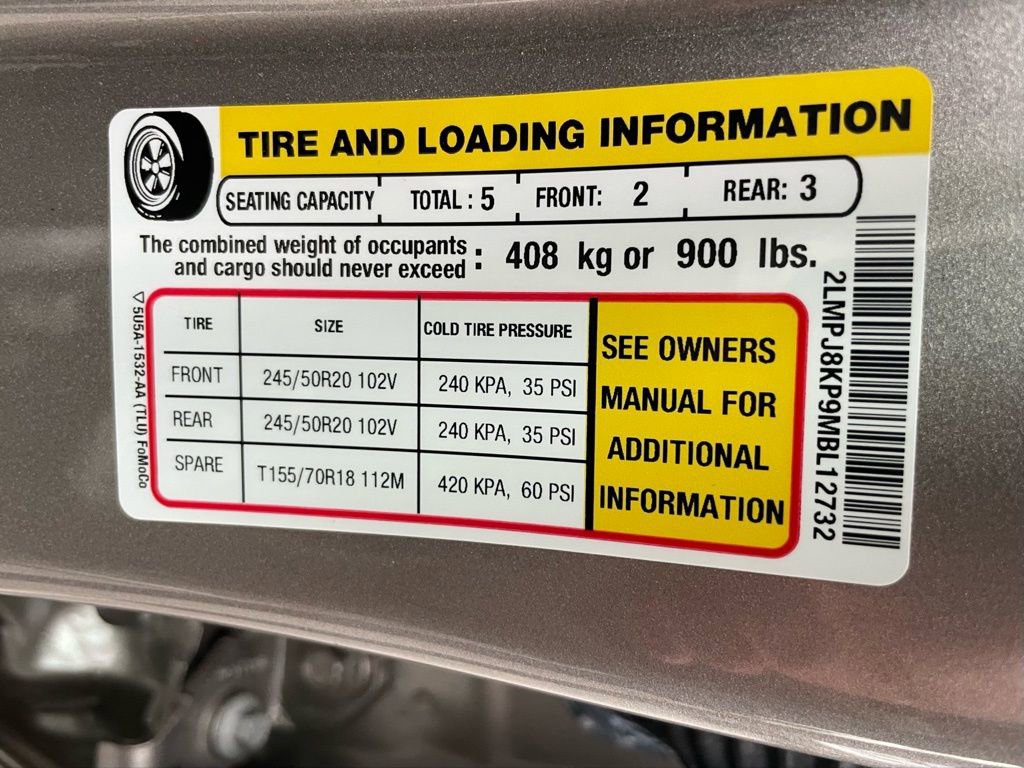 TIRE AND LOADING INFORMATION
SEATING CAPACITY TOTAL : 5 FRONT: 2 REAR: 3
The combined weight of occupants
and cargo should never exceed : 408 kg or 900 lbs.
TIRE SIZE COLD TIRE PRESSURE
FRONT 245/50R20 102V 240 KPA, 35 PSI
REAR 245/50R20 102V 240 KPA, 35 PSI
SPARE T155/70R18 112M 420 KPA, 60 PSI
SEE OWNERS
MANUAL FOR
ADDITIONAL
INFORMATION
5U5A-1532-AA (TLU) FoMoCo
2LMPJ8KP9MBL12732